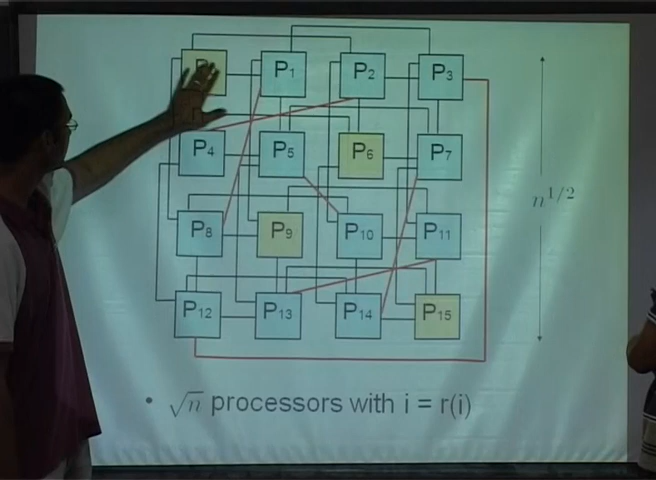 P
P1 P2 P3
P4 P5 P6 P7
n^{1/2}
P8 P9 P10 P11
P12 P13 P14 P15
• √n processors with i = r(i)